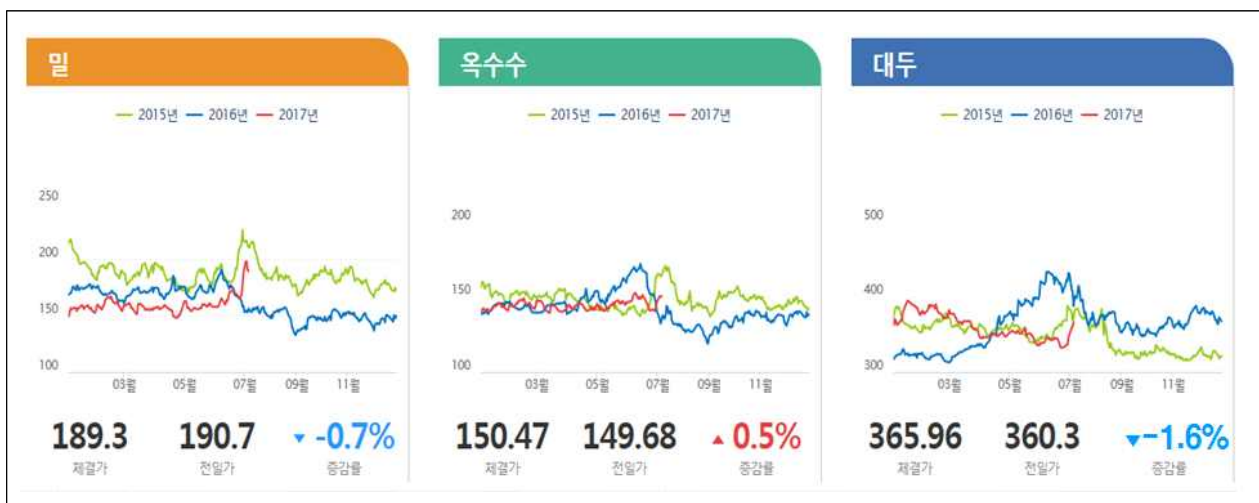 밀
2015년 2016년 2017년
250
200
150
100
03월 05월 07월 09월 11월
189.3 190.7 ▼ -0.7%
체결가 전일가 증감률
옥수수
2015년 2016년 2017년
200
150
100
03월 05월 07월 09월 11월
150.47 149.68 ▲ 0.5%
체결가 전일가 증감률
대두
2015년 2016년 2017년
500
400
300
03월 05월 07월 09월 11월
365.96 360.3 ▼-1.6%
체결가 전일가 증감률